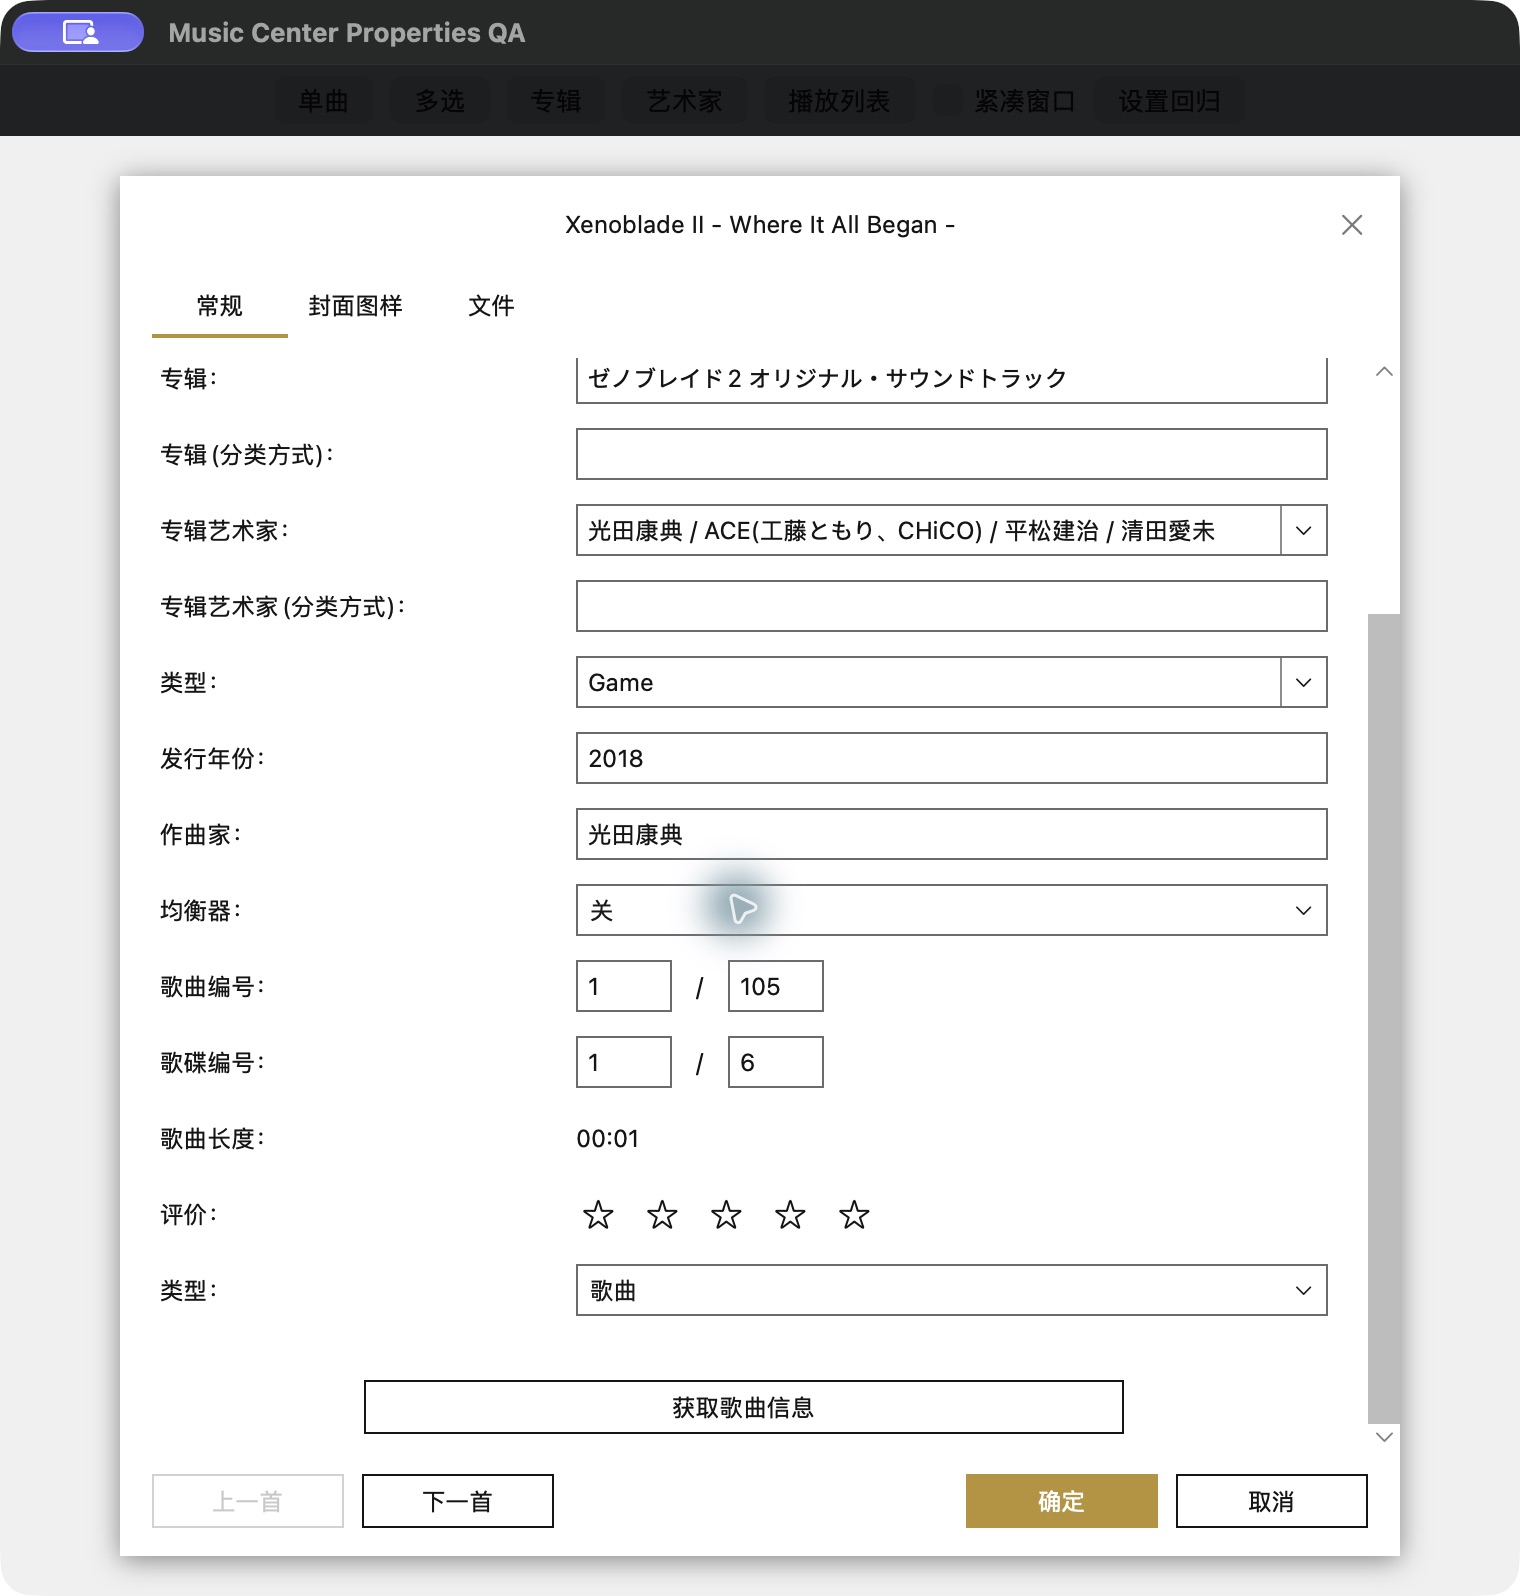 Music Center Properties QA
单曲 多选 专辑 艺术家 播放列表 紧凑窗口 设置回归
Xenoblade II - Where It All Began -
常规 封面图样 文件
专辑: ゼノブレイド2 オリジナル・サウンドトラック
专辑(分类方式):
专辑艺术家: 光田康典 / ACE(工藤ともり、CHiCO) / 平松建治 / 清田愛未
专辑艺术家(分类方式):
类型: Game
发行年份: 2018
作曲家: 光田康典
均衡器: 关
歌曲编号: 1 / 105
歌碟编号: 1 / 6
歌曲长度: 00:01
评价:
类型: 歌曲
获取歌曲信息
上一首 下一首 确定 取消